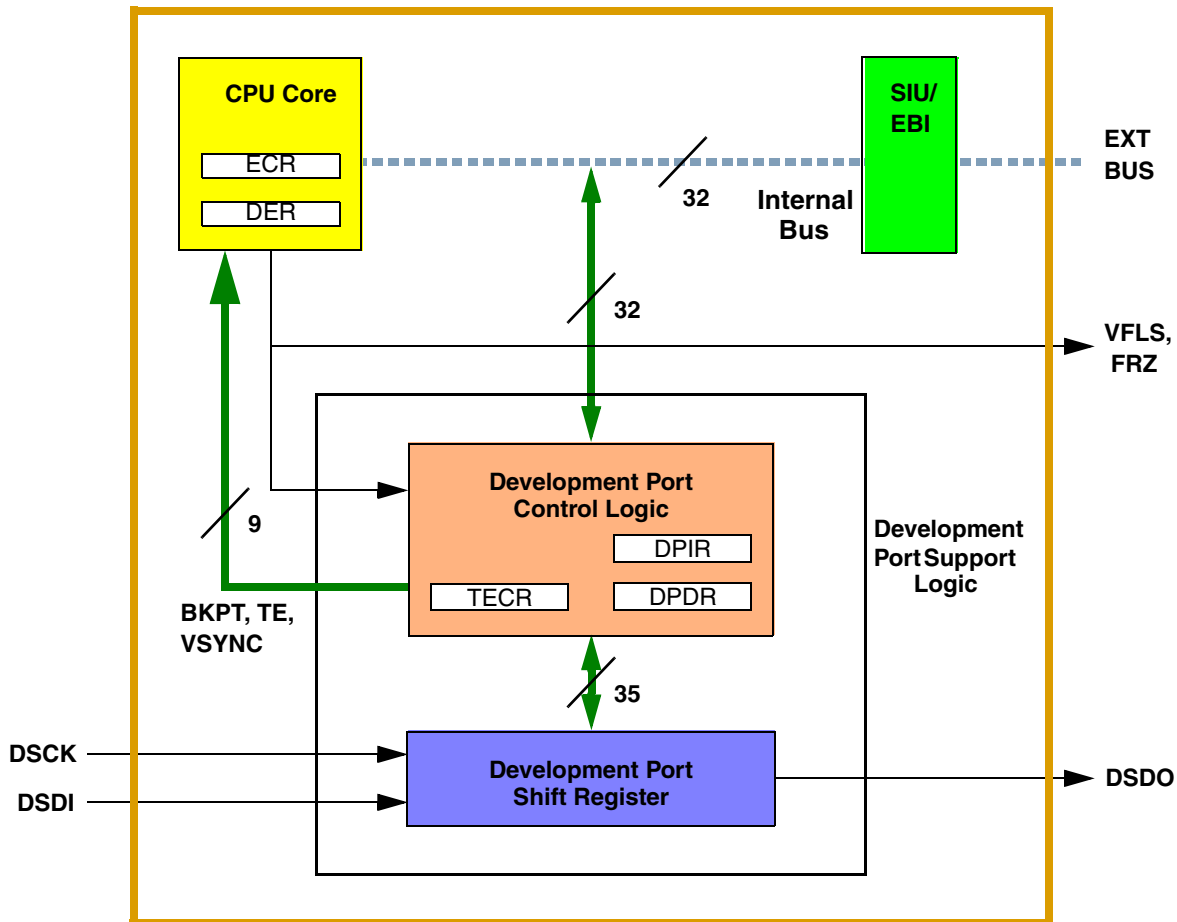 CPU Core
ECR
DER
SIU/
EBI
EXT
BUS
32
Internal
Bus
32
VFLS,
FRZ
9
BKPT, TE,
VSYNC
Development Port
Control Logic
DPIR
TECR
DPDR
Development
Port Support
Logic
35
DSCK
DSDI
Development Port
Shift Register
DSDO